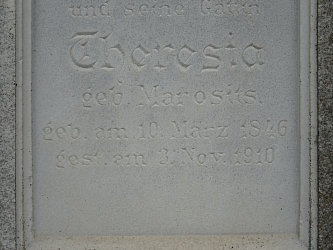 und seine Gattin
Theresia
geb. Marosits.
geb. am 10. März 1846
gest. am 3. Nov. 1910